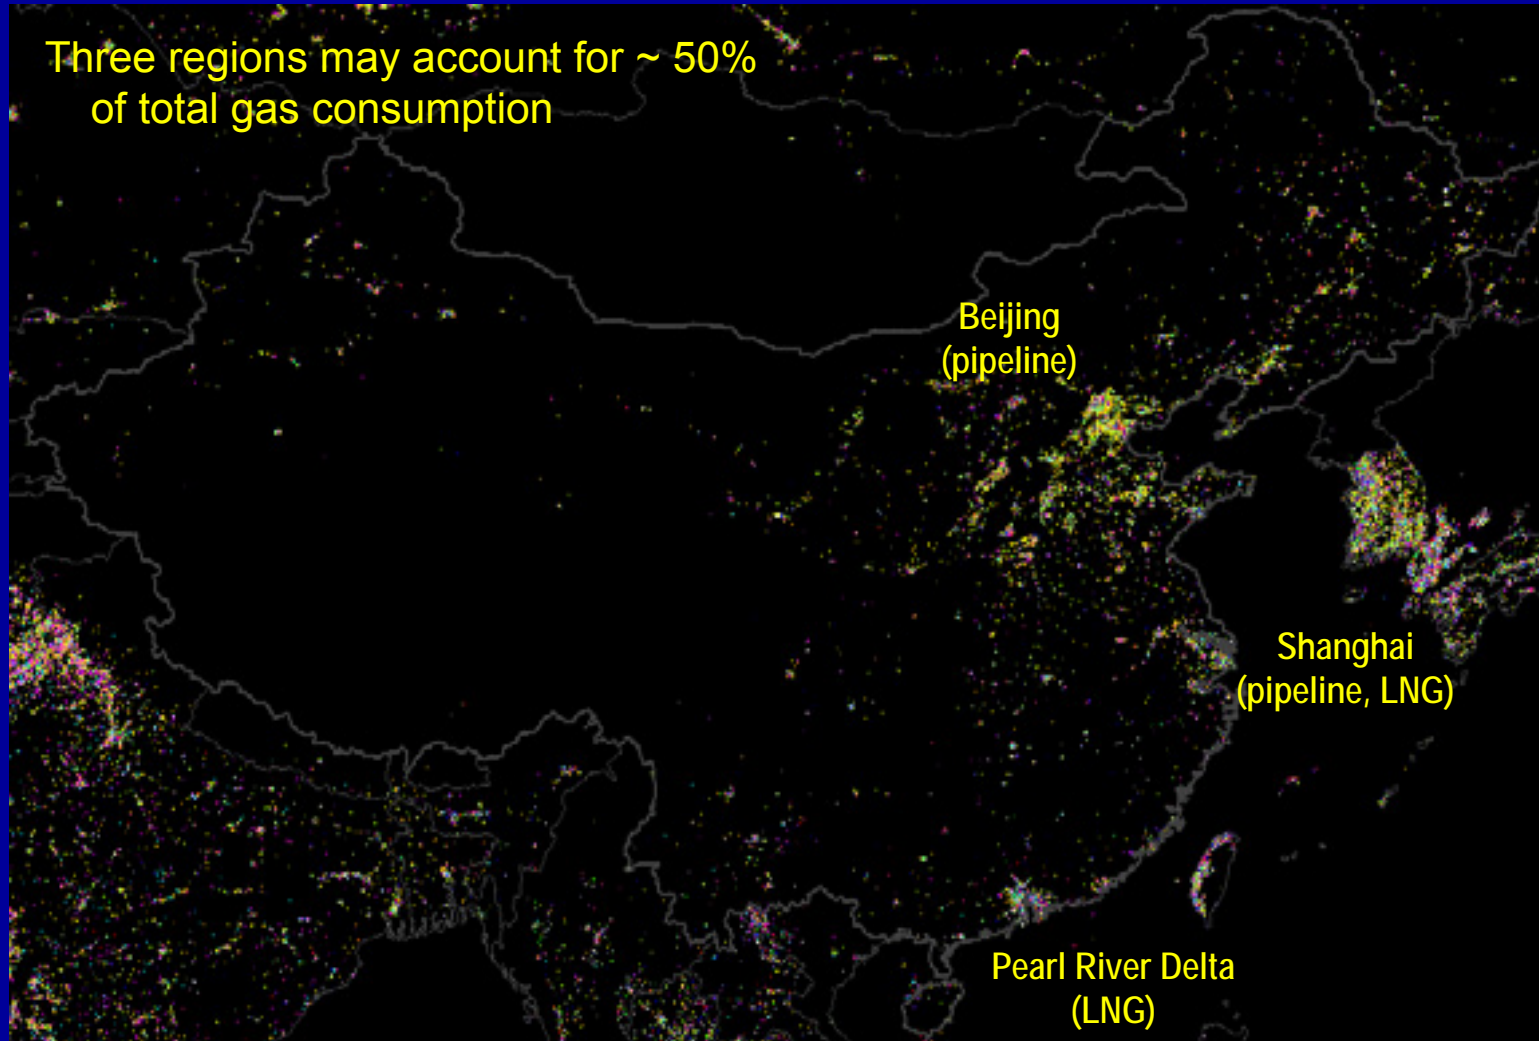 Three regions may account for ~ 50%
of total gas consumption
Beijing
(pipeline)
Shanghai
(pipeline, LNG)
Pearl River Delta
(LNG)